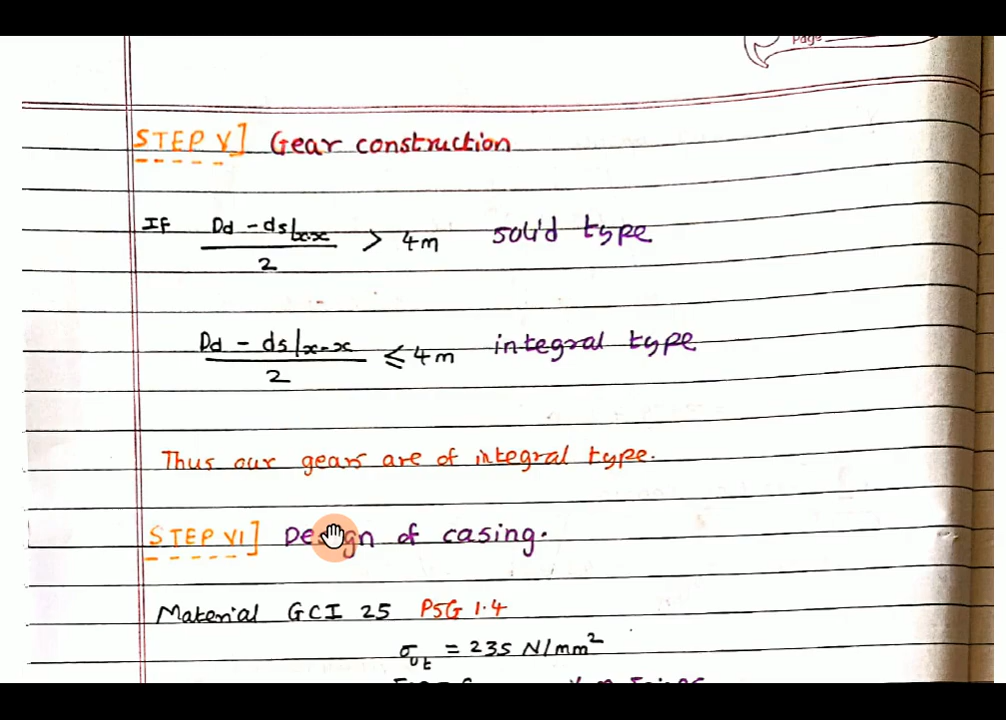 Page
STEP V] Gear construction
If (Dd - ds|x-x) / 2 > 4m solid type
(Dd - ds|x-x) / 2 ≤ 4m integral type
Thus our gears are of integral type.
STEP VI] Design of casing.
Material GCI 25 PSG 1.4
σut = 235 N/mm²